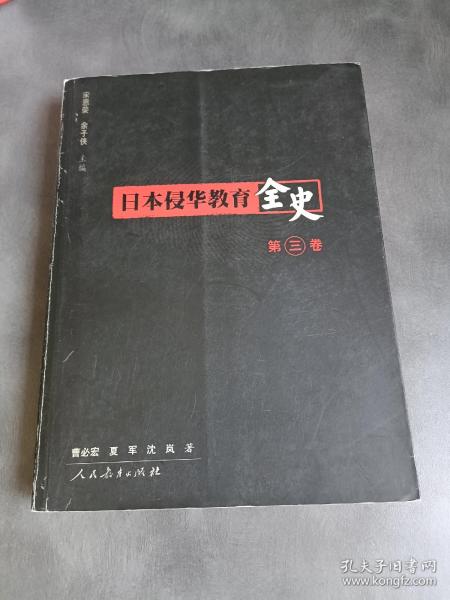 宋恩荣 余子侠 主编
日本侵华教育全史
第三卷
曹必宏 夏军 沈岚 著
人民教育出版社
孔夫子旧书网
www.kongfz.com